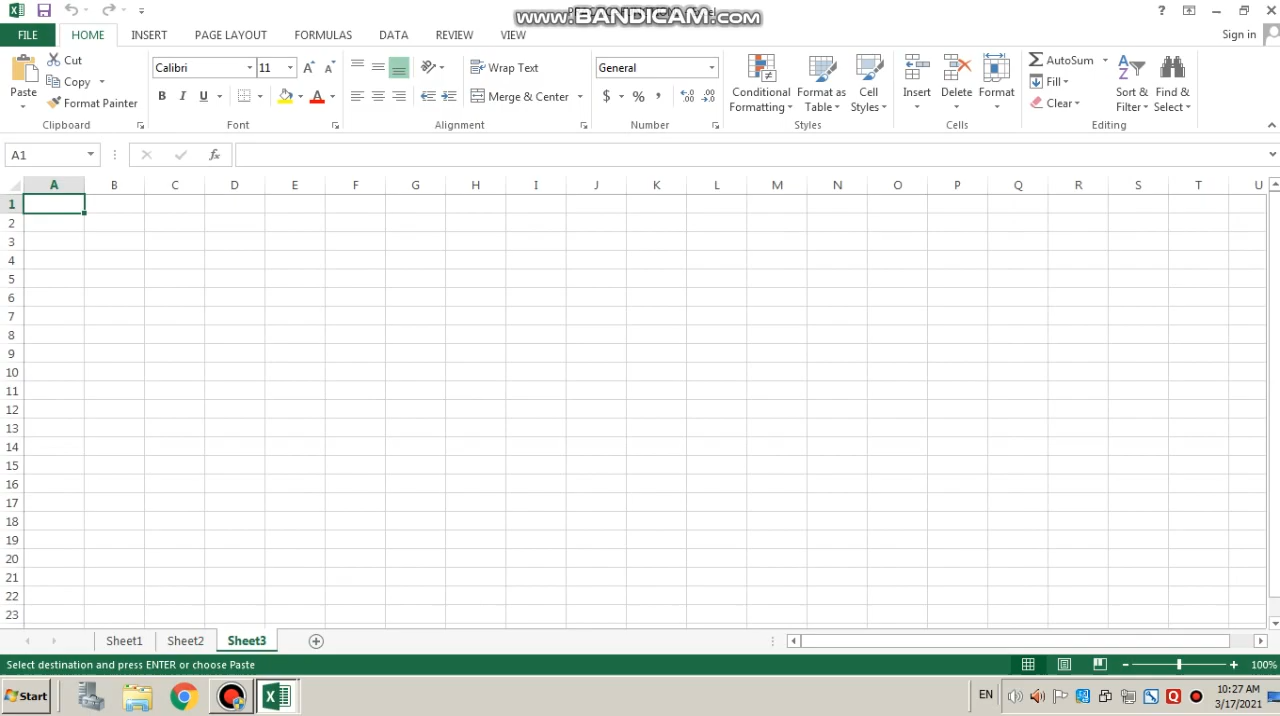 www.BANDICAM.com
Sign in
FILE HOME INSERT PAGE LAYOUT FORMULAS DATA REVIEW VIEW
Paste
Cut
Copy
Format Painter
Clipboard
Calibri 11
B I U
Font
Wrap Text
Merge & Center
Alignment
General
$ % ,
Number
Conditional Formatting
Format as Table
Cell Styles
Styles
Insert
Delete
Format
Cells
AutoSum
Fill
Clear
Sort & Filter
Find & Select
Editing
A1
fx
A B C D E F G H I J K L M N O P Q R S T U
1
2
3
4
5
6
7
8
9
10
11
12
13
14
15
16
17
18
19
20
21
22
23
Sheet1 Sheet2 Sheet3
Select destination and press ENTER or choose Paste
100%
Start
EN
10:27 AM
3/17/2021